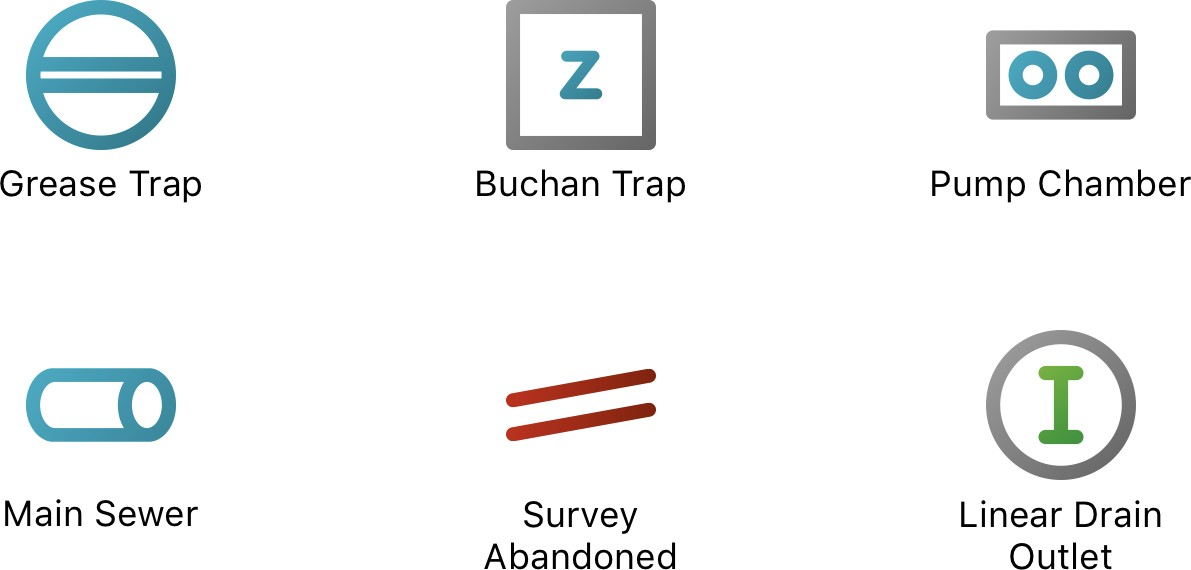 z
Grease Trap
Buchan Trap
Pump Chamber
I
Main Sewer
Survey
Abandoned
Linear Drain
Outlet